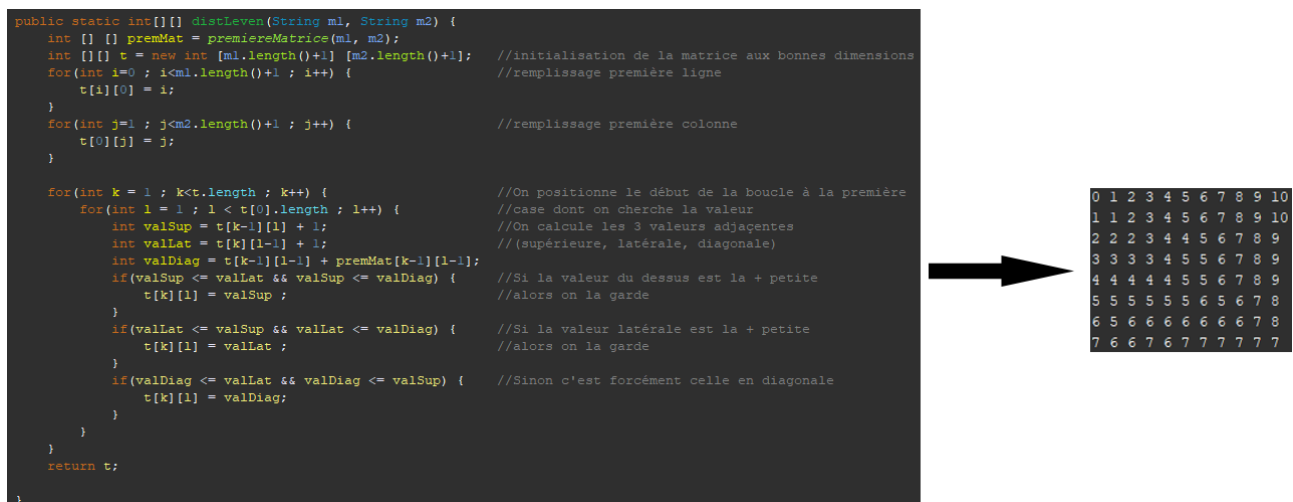 public static int[][] distLeven(String m1, String m2) {
int [] [] premMat = premiereMatrice(m1, m2);
int [][] t = new int [m1.length()+1] [m2.length()+1]; //initialisation de la matrice aux bonnes dimensions
for(int i=0 ; i<m1.length()+1 ; i++) { //remplissage première ligne
t[i][0] = i;
}
for(int j=1 ; j<m2.length()+1 ; j++) { //remplissage première colonne
t[0][j] = j;
}
for(int k = 1 ; k<t.length ; k++) { //On positionne le début de la boucle à la première
for(int l = 1 ; l < t[0].length ; l++) { //case dont on cherche la valeur
int valSup = t[k-1][l] + 1; //On calcule les 3 valeurs adjaçentes
int valLat = t[k][l-1] + 1; //(supérieure, latérale, diagonale)
int valDiag = t[k-1][l-1] + premMat[k-1][l-1];
if(valSup <= valLat && valSup <= valDiag) { //Si la valeur du dessus est la + petite
t[k][l] = valSup ; //alors on la garde
}
if(valLat <= valSup && valLat <= valDiag) { //Si la valeur latérale est la + petite
t[k][l] = valLat ; //alors on la garde
}
if(valDiag <= valLat && valDiag <= valSup) { //Sinon c'est forcément celle en diagonale
t[k][l] = valDiag;
}
}
}
return t;
}
0 1 2 3 4 5 6 7 8 9 10
1 1 2 3 4 5 6 7 8 9 10
2 2 2 3 4 4 5 6 7 8 9
3 3 3 3 4 5 5 6 7 8 9
4 4 4 4 4 5 5 6 7 8 9
5 5 5 5 5 5 6 5 6 7 8
6 5 6 6 6 6 6 6 6 7 8
7 6 6 7 6 7 7 7 7 7 7